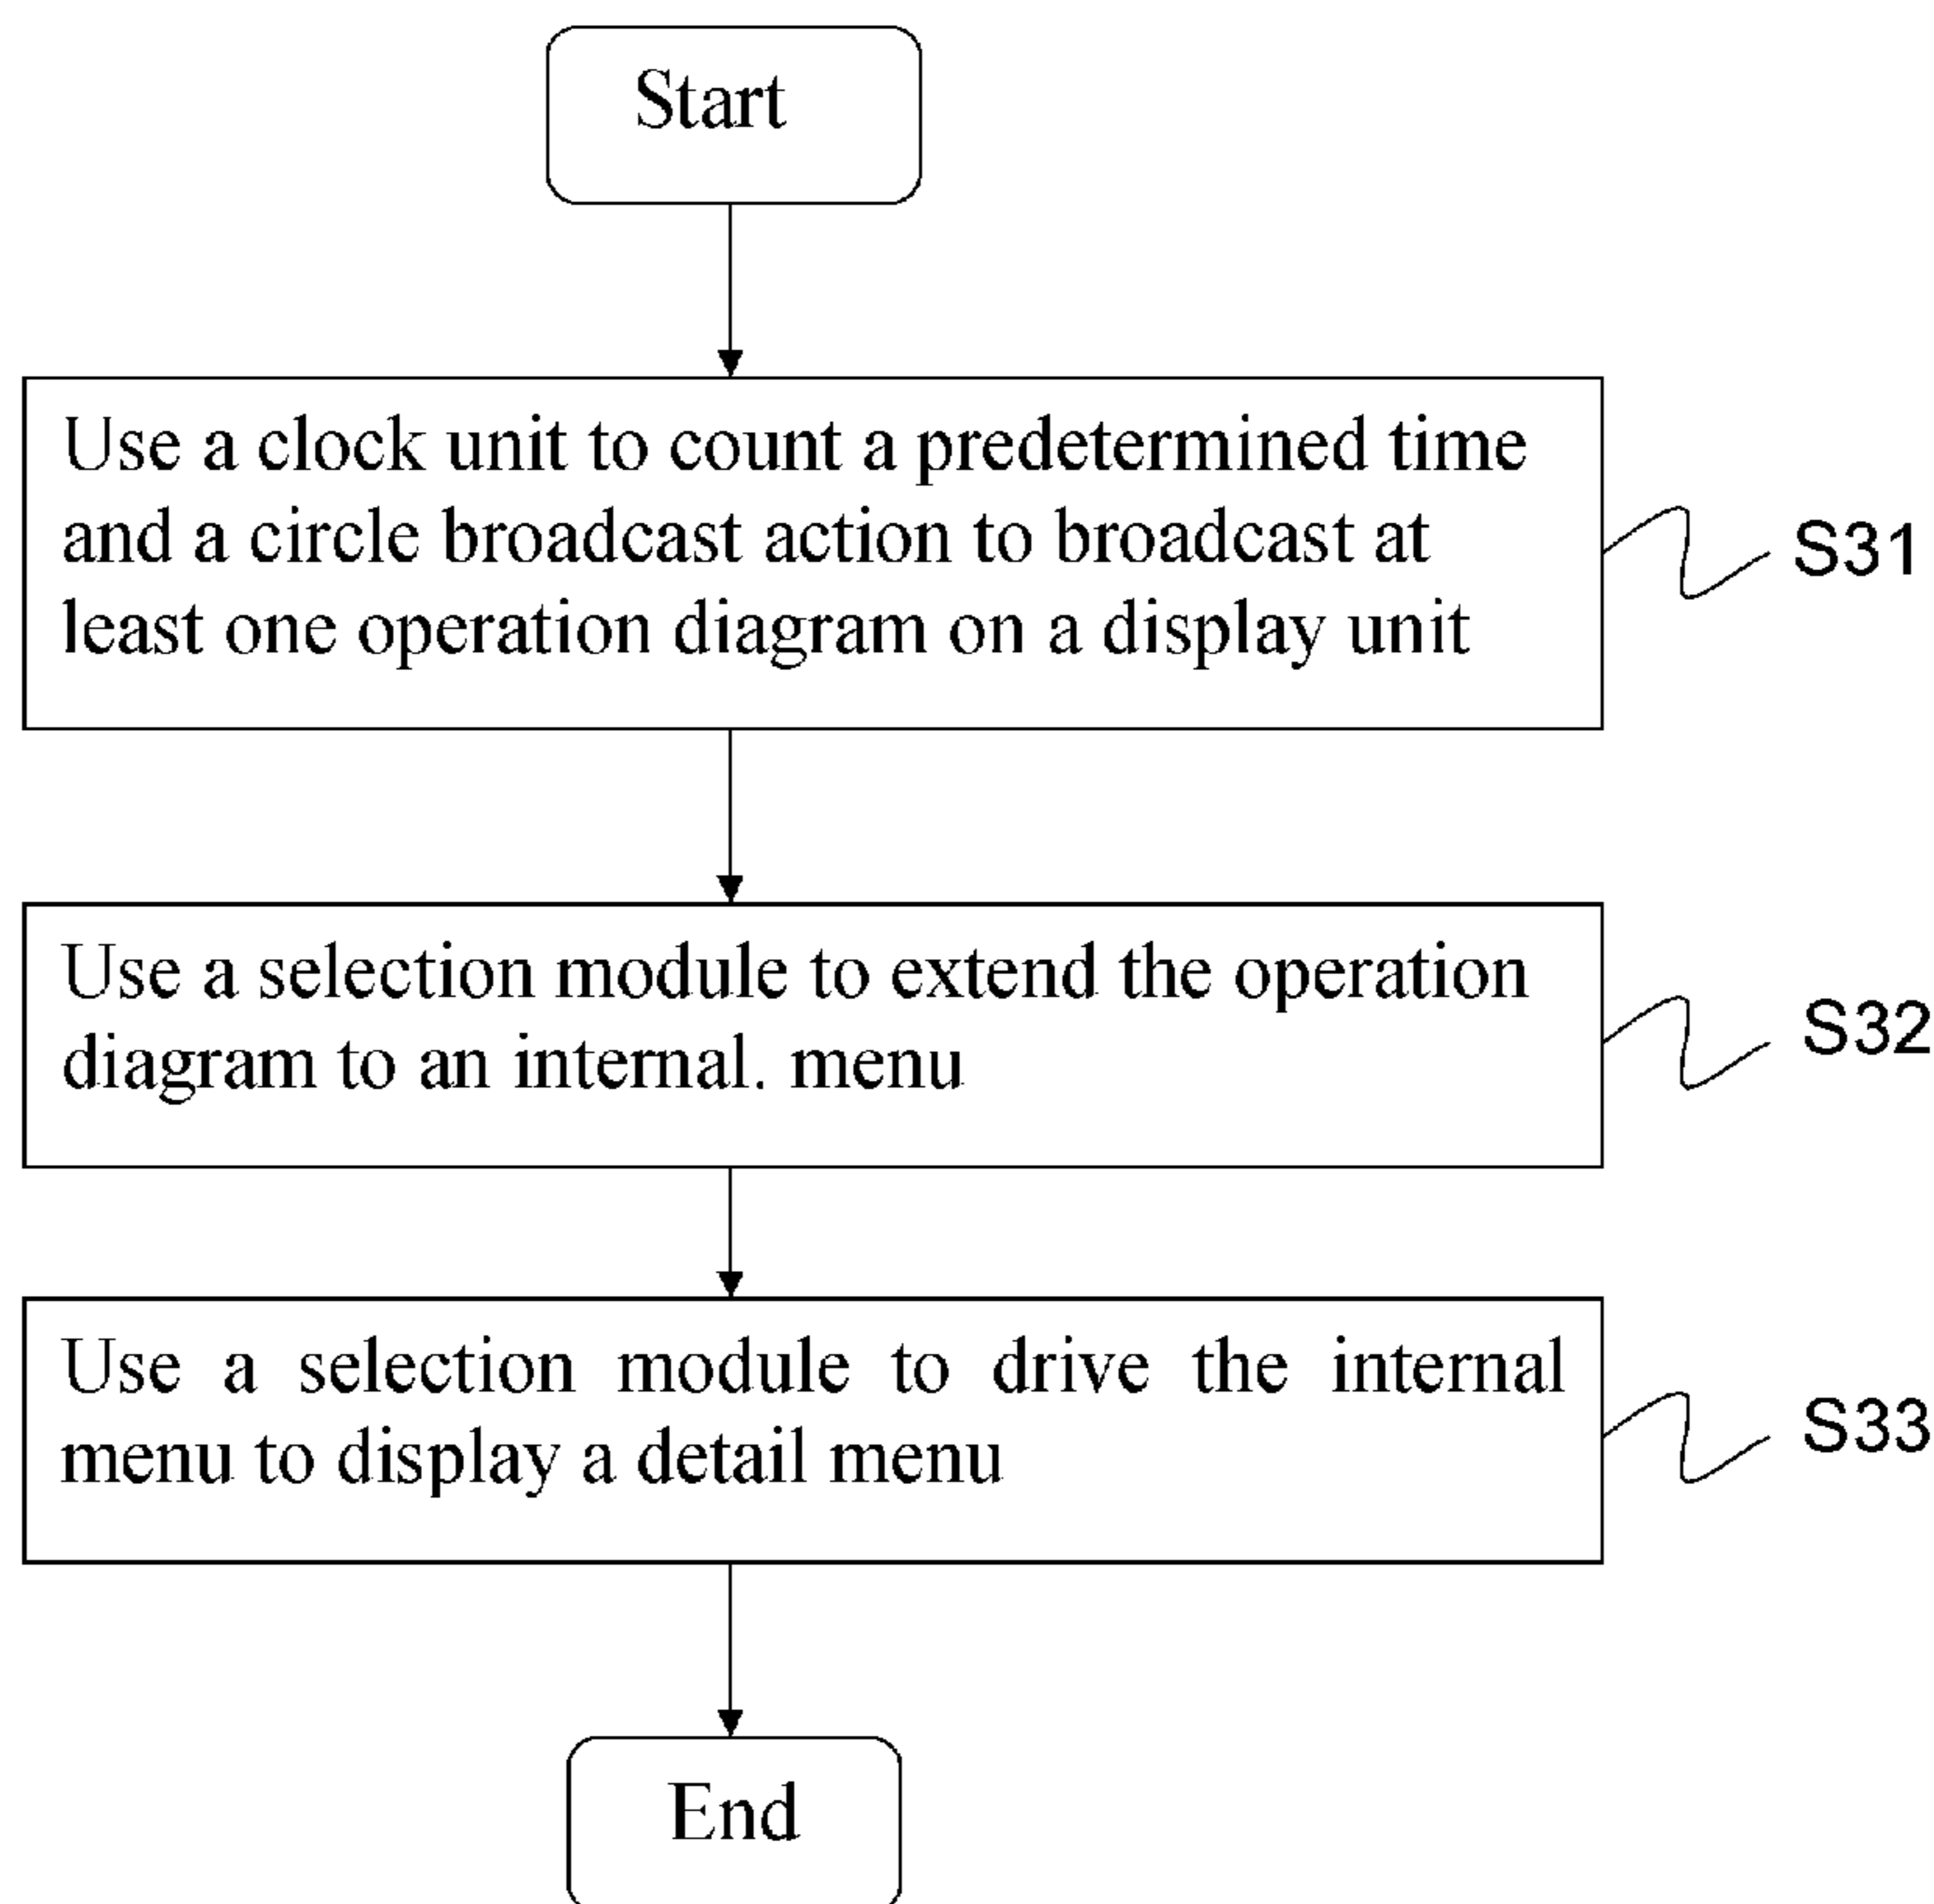 Start
Use a clock unit to count a predetermined time
and a circle broadcast action to broadcast at
least one operation diagram on a display unit
S31
Use a selection module to extend the operation
diagram to an internal. menu
S32
Use a selection module to drive the internal
menu to display a detail menu
S33
End